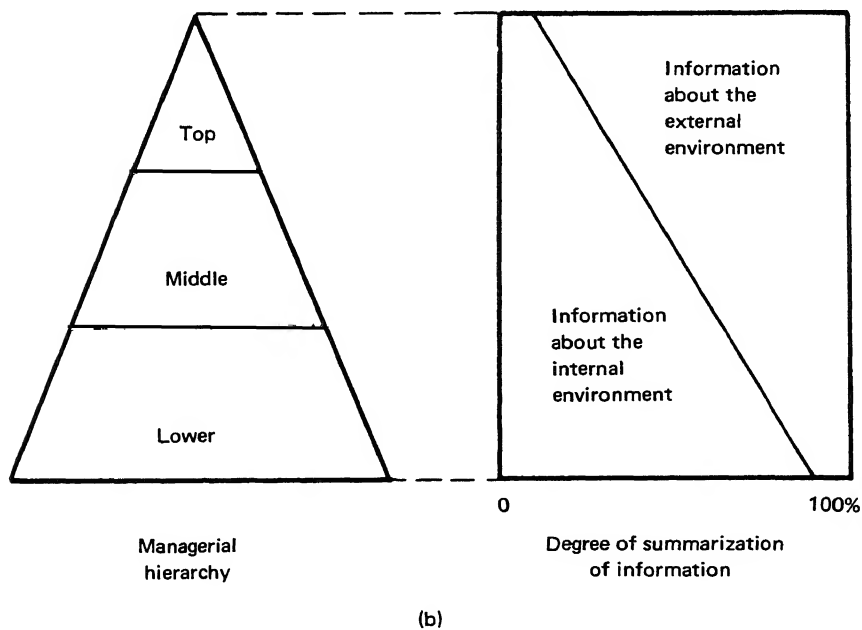 Top
Middle
Lower
Managerial
hierarchy
Information
about the
external
environment
Information
about the
internal
environment
0
100%
Degree of summarization
of information
(b)